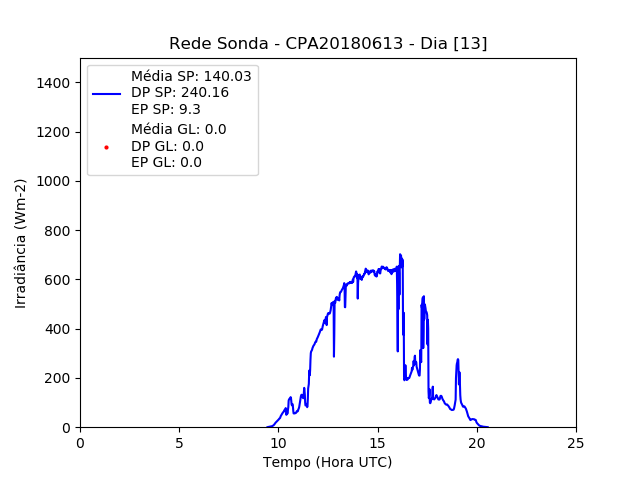 Rede Sonda - CPA20180613 - Dia [13]
Média SP: 140.03
DP SP: 240.16
EP SP: 9.3
Média GL: 0.0
DP GL: 0.0
EP GL: 0.0
1400
1200
1000
800
600
400
200
0
Irradiância (Wm-2)
0 5 10 15 20 25
Tempo (Hora UTC)